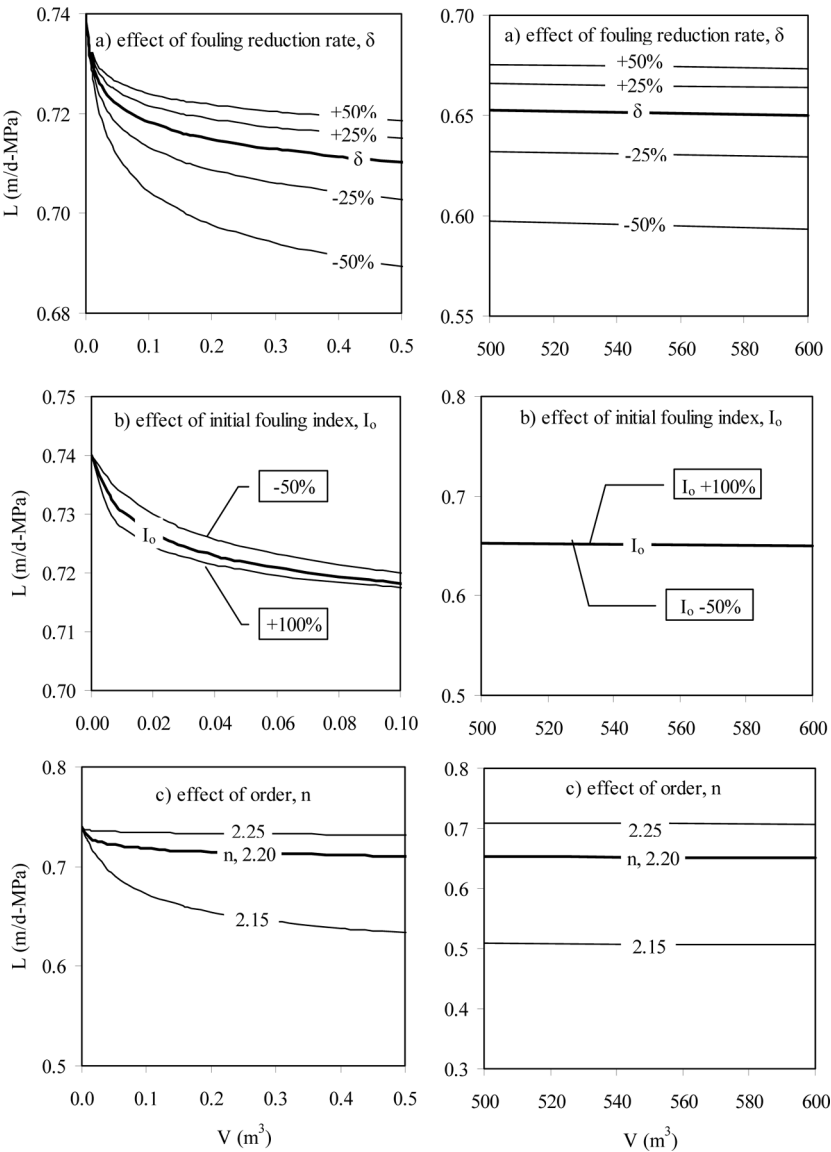 a) effect of fouling reduction rate, δ
L (m/d-MPa)
0.74
0.72
0.70
0.68
+50%
+25%
δ
-25%
-50%
0.0 0.1 0.2 0.3 0.4 0.5
a) effect of fouling reduction rate, δ
0.70
0.65
0.60
0.55
+50%
+25%
δ
-25%
-50%
500 520 540 560 580 600
b) effect of initial fouling index, Iₒ
L (m/d-MPa)
0.75
0.74
0.73
0.72
0.71
0.70
-50%
Iₒ
+100%
0.00 0.02 0.04 0.06 0.08 0.10
b) effect of initial fouling index, Iₒ
0.8
0.7
0.6
0.5
Iₒ +100%
Iₒ
Iₒ -50%
500 520 540 560 580 600
c) effect of order, n
L (m/d-MPa)
0.8
0.7
0.6
0.5
2.25
n, 2.20
2.15
0.0 0.1 0.2 0.3 0.4 0.5
V (m³)
c) effect of order, n
0.8
0.7
0.6
0.5
0.4
0.3
2.25
n, 2.20
2.15
500 520 540 560 580 600
V (m³)